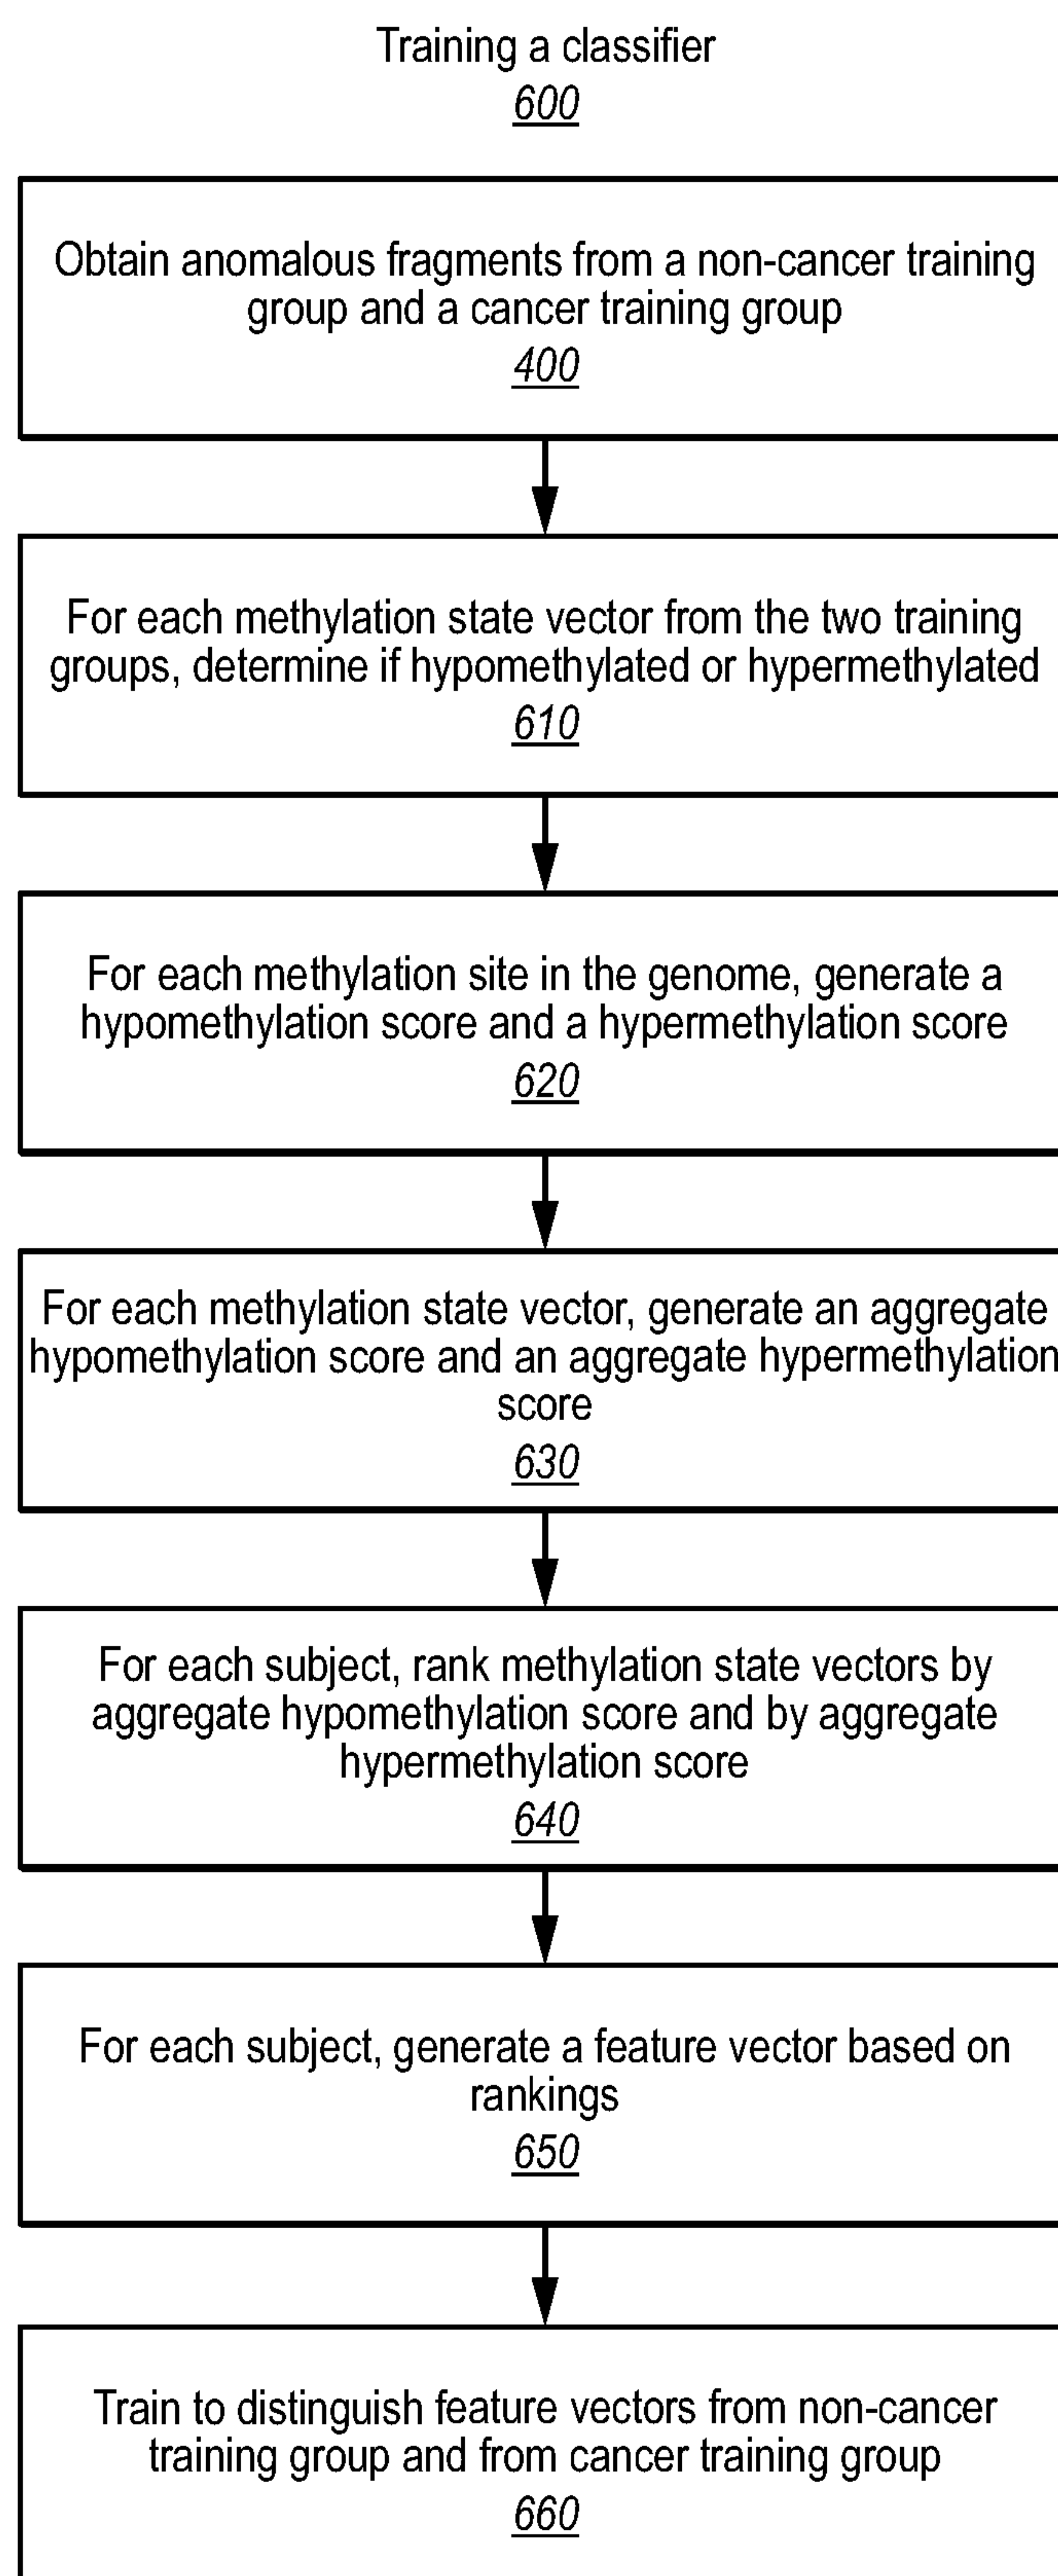 Training a classifier
600
Obtain anomalous fragments from a non-cancer training
group and a cancer training group
400
For each methylation state vector from the two training
groups, determine if hypomethylated or hypermethylated
610
For each methylation site in the genome, generate a
hypomethylation score and a hypermethylation score
620
For each methylation state vector, generate an aggregate
hypomethylation score and an aggregate hypermethylation
score
630
For each subject, rank methylation state vectors by
aggregate hypomethylation score and by aggregate
hypermethylation score
640
For each subject, generate a feature vector based on
rankings
650
Train to distinguish feature vectors from non-cancer
training group and from cancer training group
660